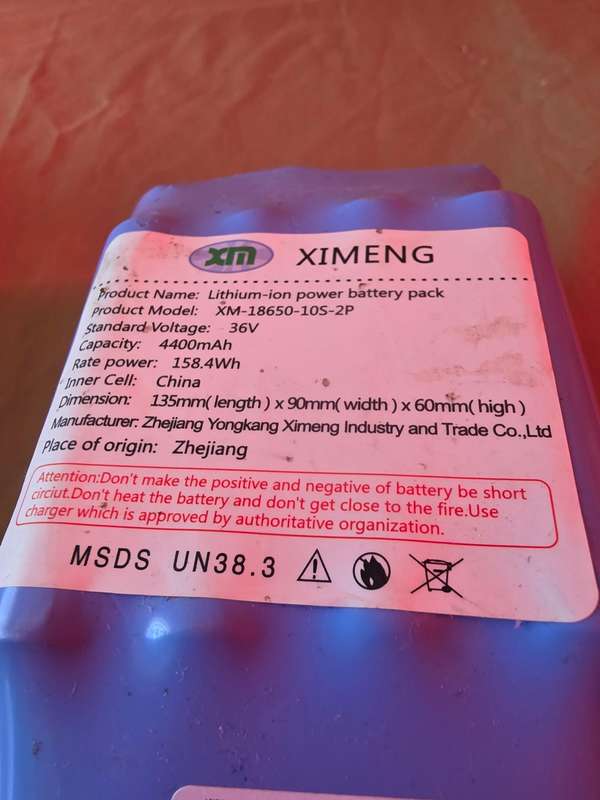 xm XIMENG
Product Name: Lithium-ion power battery pack
Product Model: XM-18650-10S-2P
Standard Voltage: 36V
Capacity: 4400mAh
Rate power: 158.4Wh
Inner Cell: China
Dimension: 135mm( length ) x 90mm( width ) x 60mm( high )
Manufacturer: Zhejiang Yongkang Ximeng Industry and Trade Co.,Ltd
Place of origin: Zhejiang
Attention:Don't make the positive and negative of battery be short
circiut.Don't heat the battery and don't get close to the fire.Use
charger which is approved by authoritative organization.
MSDS UN38.3